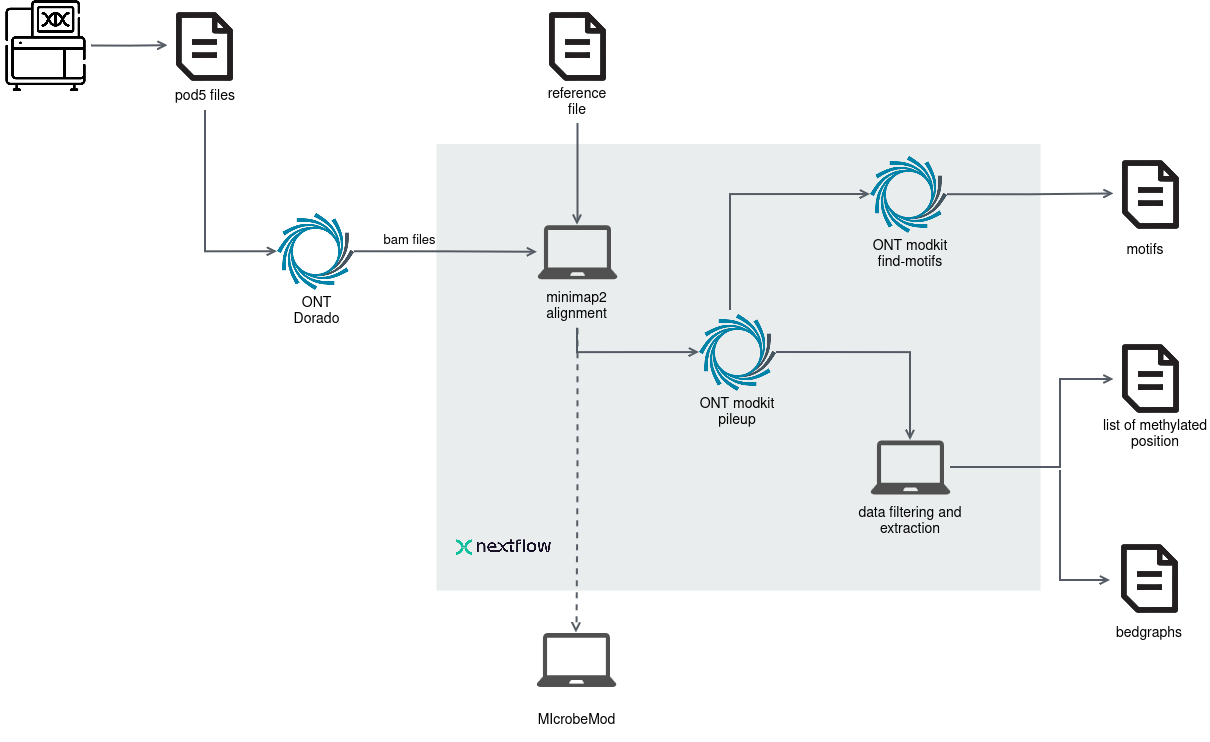 pod5 files
reference
file
bam files
ONT
Dorado
minimap2
alignment
ONT modkit
find-motifs
motifs
ONT modkit
pileup
list of methylated
position
data filtering and
extraction
nextflow
bedgraphs
MIcrobeMod